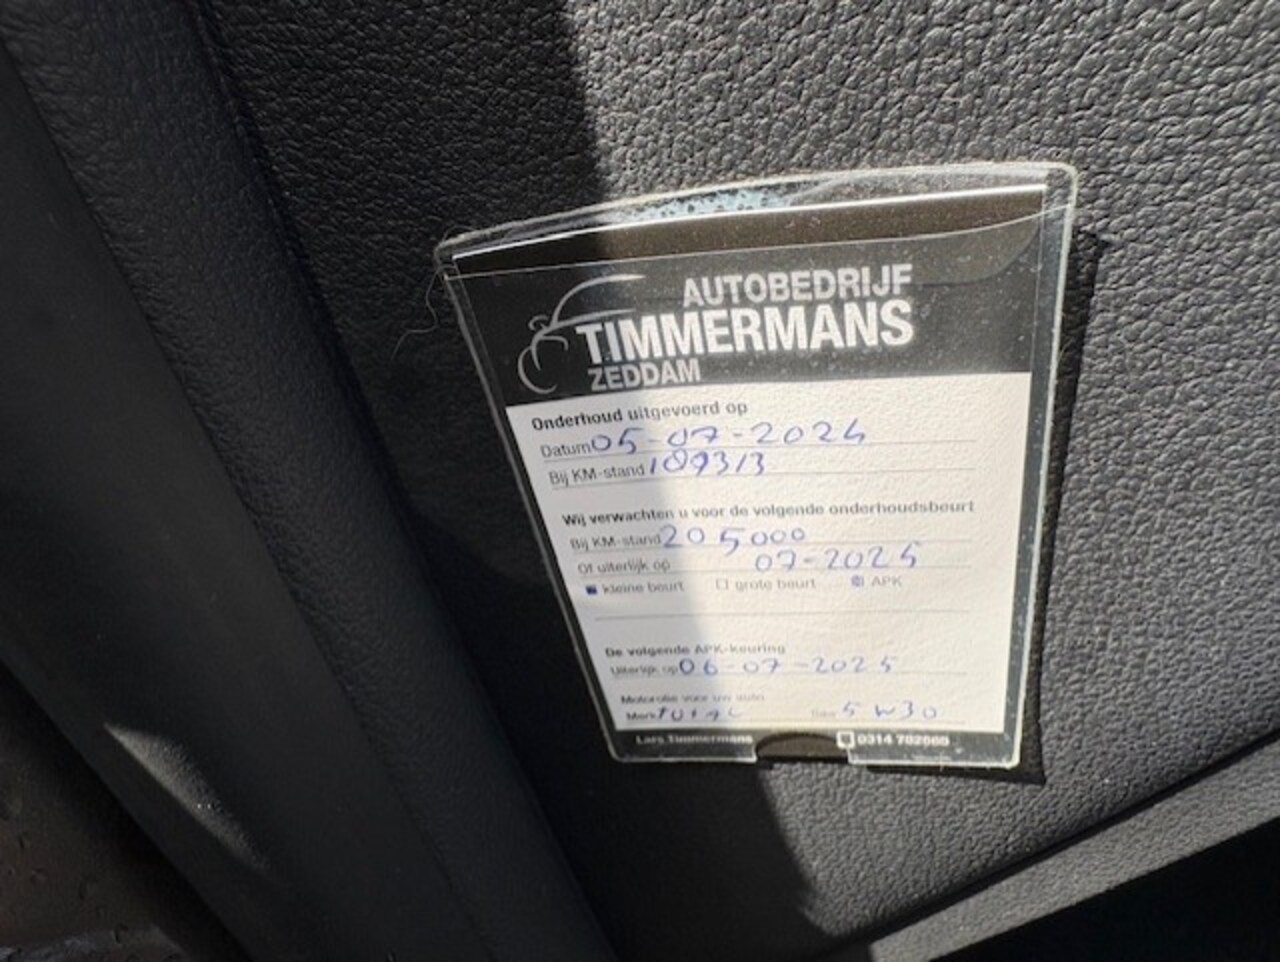 AUTOBEDRIJF
TIMMERMANS
ZEDDAM
Onderhoud uitgevoerd op
Datum 05-07-2024
Bij KM-stand 189313
Wij verwachten u voor de volgende onderhoudsbeurt
Bij KM-stand 205000
Of uiterlijk op 07-2025
kleine beurt grote beurt APK
De volgende APK-keuring
Uiterlijk op 06-07-2025
Motorolie voor uw auto
Merk TOTAL 5W30
Lars Timmermans 0314 702060